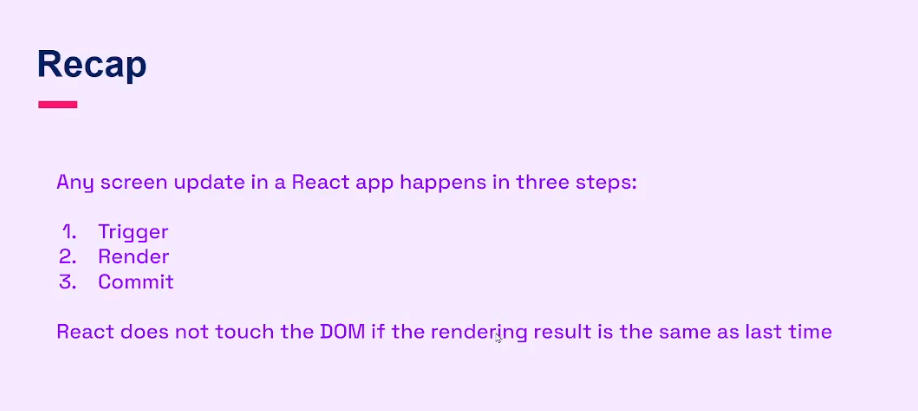 Recap
Any screen update in a React app happens in three steps:
1. Trigger
2. Render
3. Commit
React does not touch the DOM if the rendering result is the same as last time